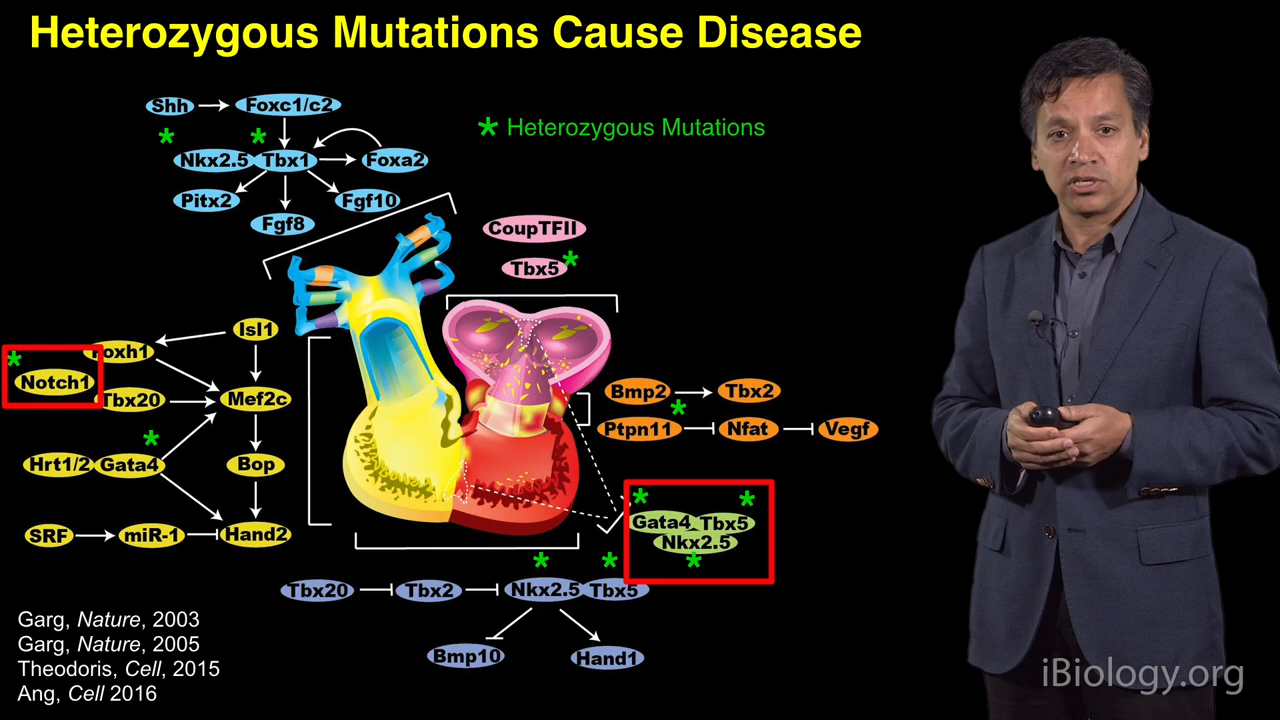 Heterozygous Mutations Cause Disease
Shh
Foxc1/c2
* Heterozygous Mutations
* *
Nkx2.5
Tbx1
Foxa2
Pitx2
Fgf10
Fgf8
CoupTFII
Tbx5 *
Isl1
Foxh1
*
Notch1
Tbx20
Mef2c
Bmp2
Tbx2
*
Ptpn11
Nfat
Vegf
*
Hrt1/2
Gata4
Bop
* *
Gata4
Tbx5
Nkx2.5
*
SRF
miR-1
Hand2
* *
Tbx20
Tbx2
Nkx2.5
Tbx5
Bmp10
Hand1
Garg, Nature, 2003
Garg, Nature, 2005
Theodoris, Cell, 2015
Ang, Cell 2016
iBiology.org